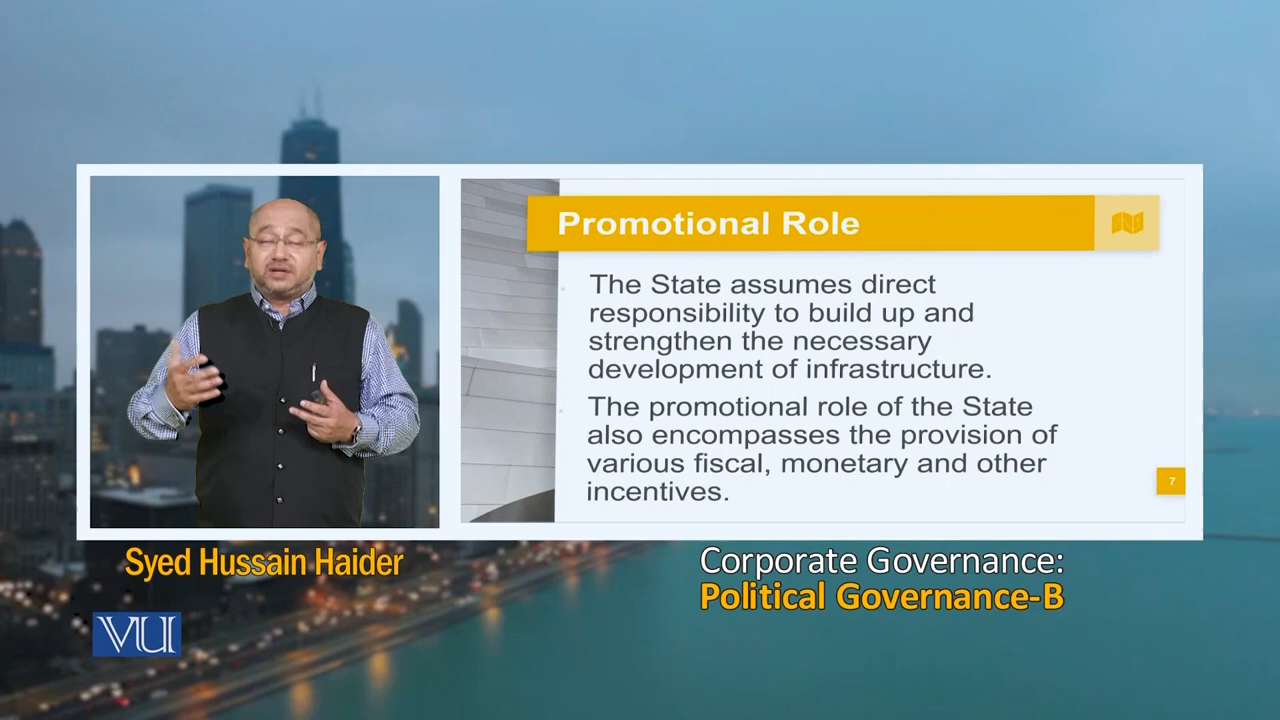 Promotional Role
The State assumes direct
responsibility to build up and
strengthen the necessary
development of infrastructure.
The promotional role of the State
also encompasses the provision of
various fiscal, monetary and other
incentives.
7
Syed Hussain Haider
Corporate Governance:
Political Governance-B
VU